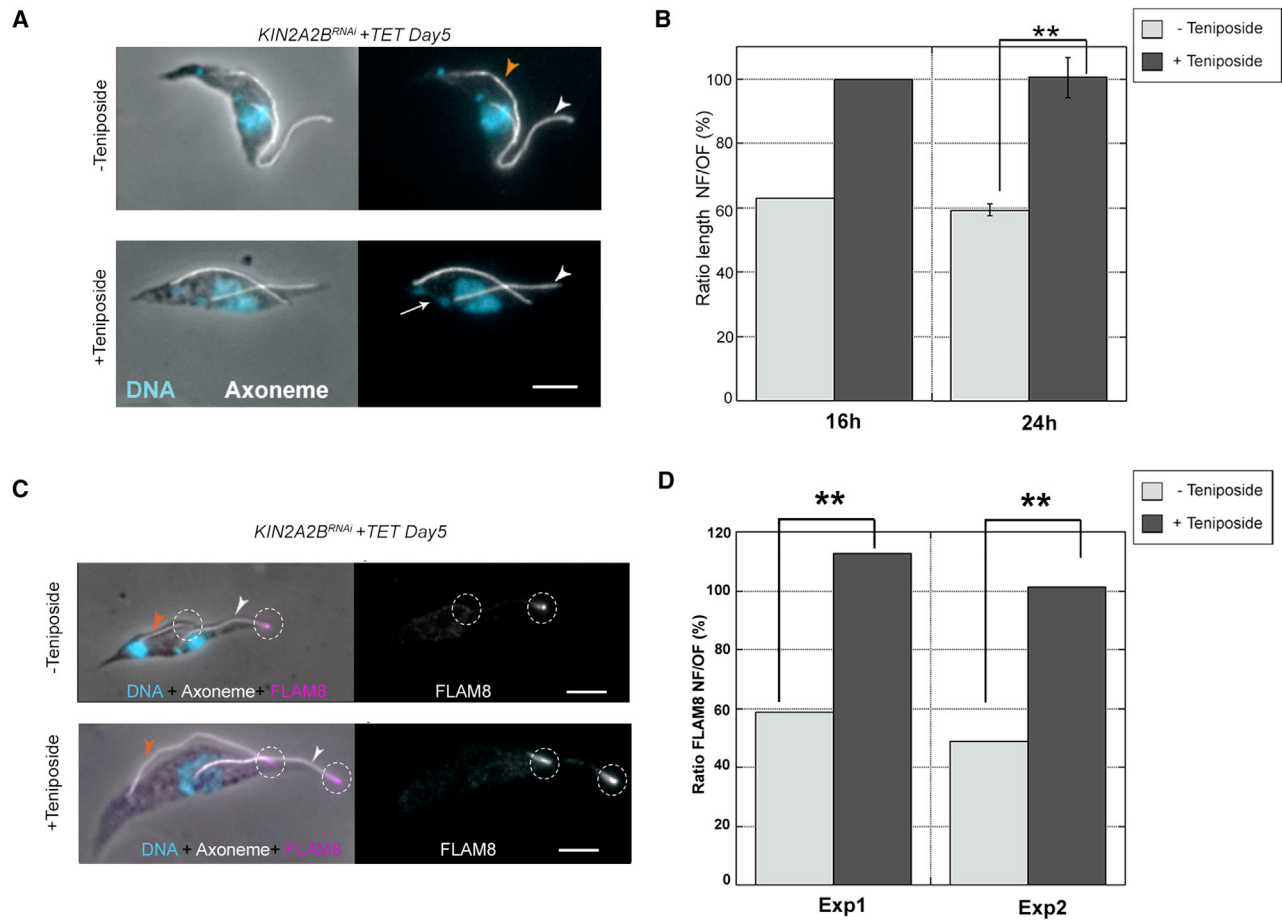 A
KIN2A2B^RNAi +TET Day5
-Teniposide
+Teniposide
DNA Axoneme
B
- Teniposide
+ Teniposide
**
Ratio length NF/OF (%)
100
80
60
40
20
0
16h 24h
C
KIN2A2B^RNAi +TET Day5
-Teniposide
DNA + Axoneme+ FLAM8
FLAM8
+Teniposide
DNA + Axoneme+ FLAM8
FLAM8
D
- Teniposide
+ Teniposide
** **
Ratio FLAM8 NF/OF (%)
120
100
80
60
40
20
0
Exp1 Exp2